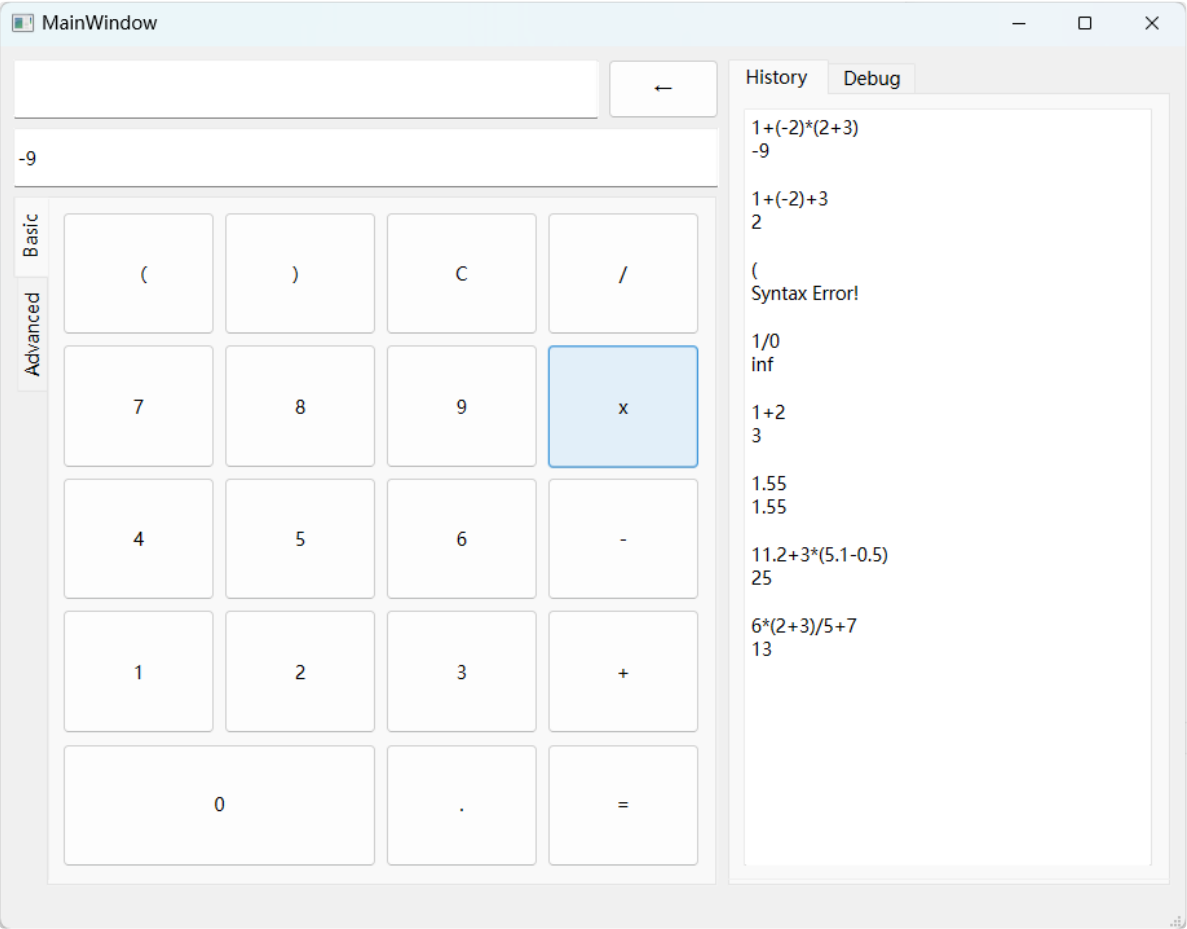 MainWindow
←
-9
Basic
Advanced
( ) C /
7 8 9 x
4 5 6 -
1 2 3 +
0 . =
History Debug
1+(-2)*(2+3)
-9
1+(-2)+3
2
(
Syntax Error!
1/0
inf
1+2
3
1.55
1.55
11.2+3*(5.1-0.5)
25
6*(2+3)/5+7
13